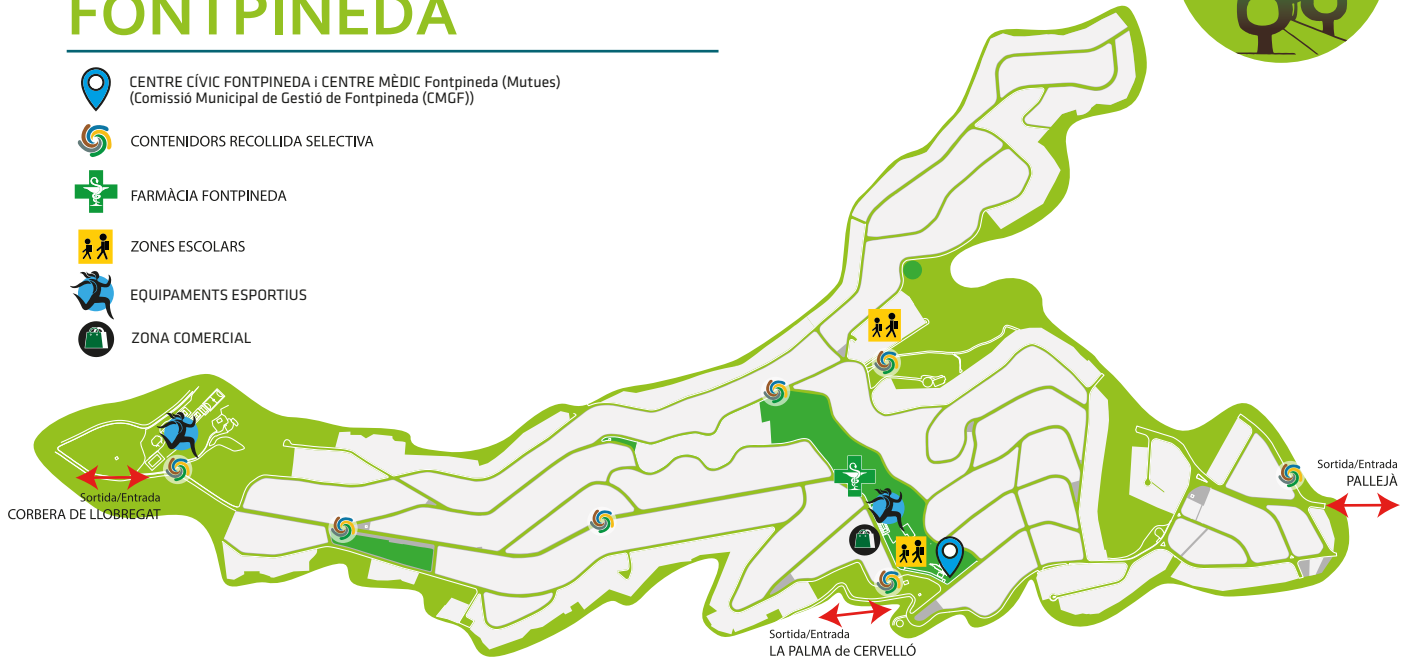 FONTPINEDA
CENTRE CÍVIC FONTPINEDA i CENTRE MÈDIC Fontpineda (Mutues)
(Comissió Municipal de Gestió de Fontpineda (CMGF))
CONTENIDORS RECOLLIDA SELECTIVA
FARMÀCIA FONTPINEDA
ZONES ESCOLARS
EQUIPAMENTS ESPORTIUS
ZONA COMERCIAL
Sortida/Entrada
CORBERA DE LLOBREGAT
Sortida/Entrada
PALLEJÀ
Sortida/Entrada
LA PALMA de CERVELLÓ